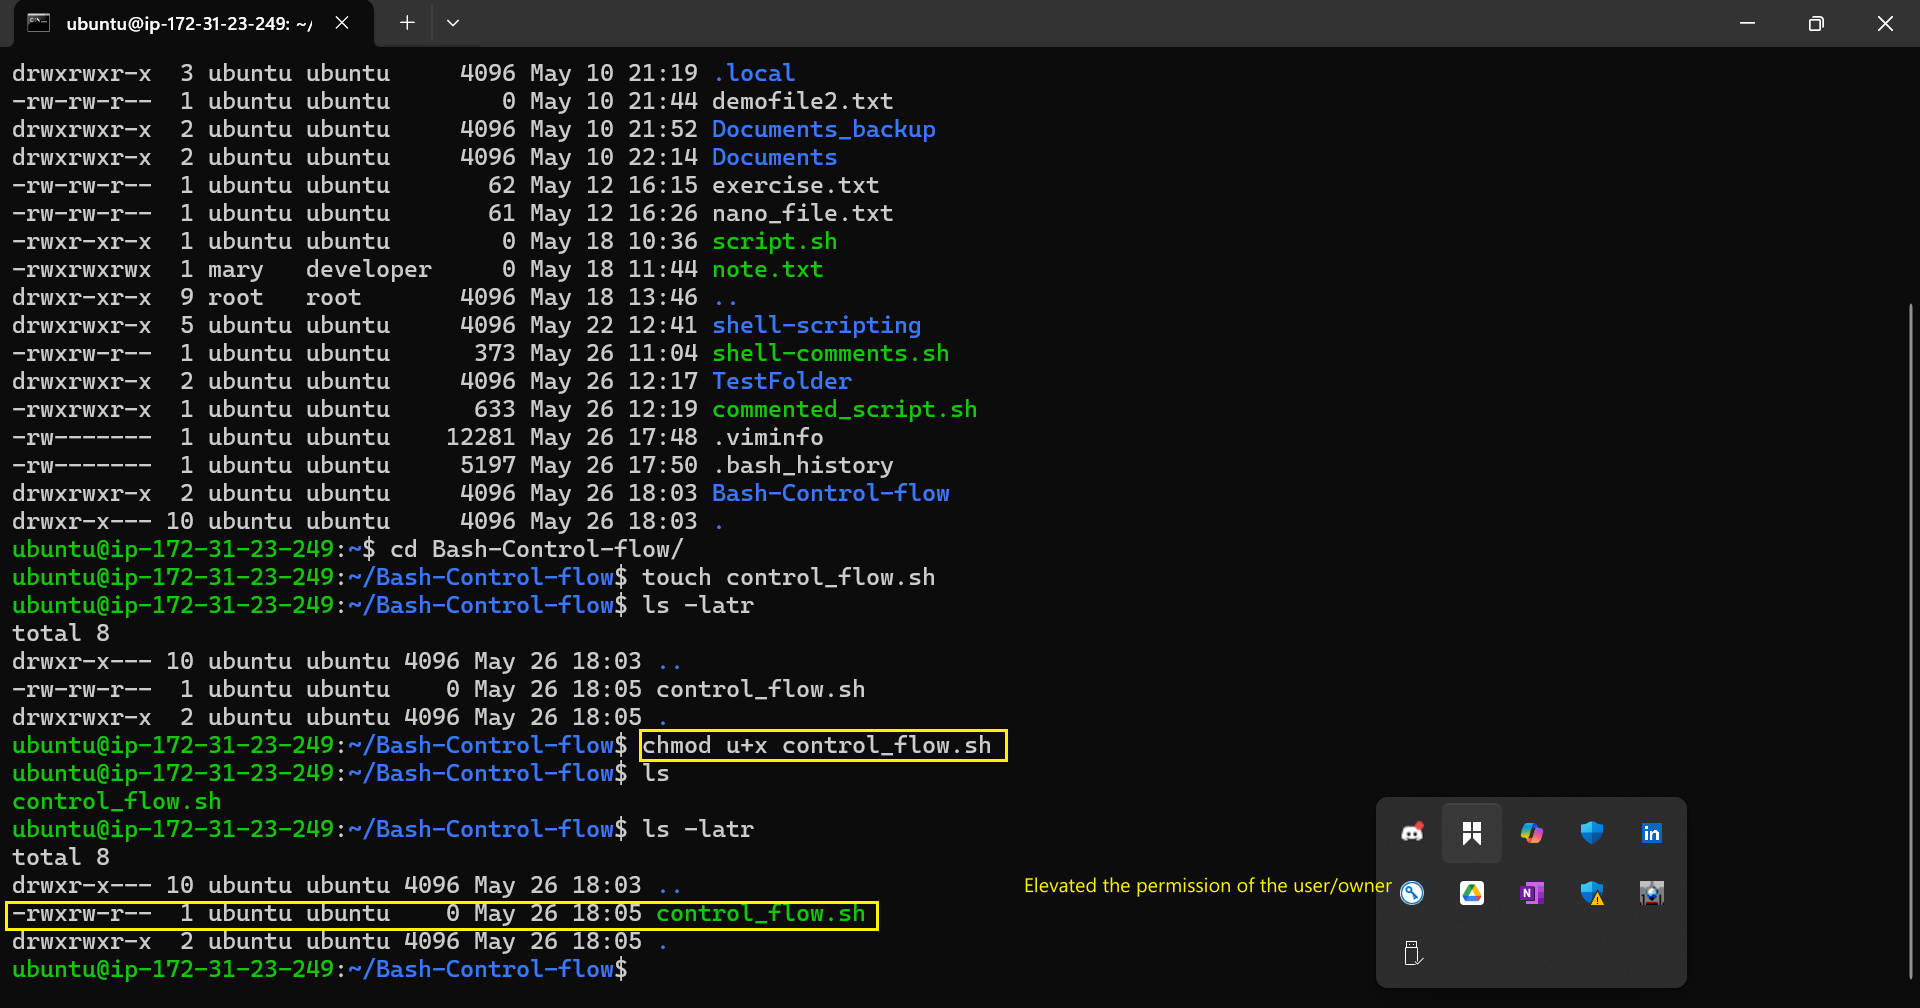 ubuntu@ip-172-31-23-249: ~/
drwxrwxr-x  3 ubuntu ubuntu     4096 May 10 21:19 .local
-rw-rw-r--  1 ubuntu ubuntu        0 May 10 21:44 demofile2.txt
drwxrwxr-x  2 ubuntu ubuntu     4096 May 10 21:52 Documents_backup
drwxrwxr-x  2 ubuntu ubuntu     4096 May 10 22:14 Documents
-rw-rw-r--  1 ubuntu ubuntu       62 May 12 16:15 exercise.txt
-rw-rw-r--  1 ubuntu ubuntu       61 May 12 16:26 nano_file.txt
-rwxr-xr-x  1 ubuntu ubuntu        0 May 18 10:36 script.sh
-rwxrwxrwx  1 mary   developer     0 May 18 11:44 note.txt
drwxr-xr-x  9 root   root       4096 May 18 13:46 ..
drwxrwxr-x  5 ubuntu ubuntu     4096 May 22 12:41 shell-scripting
-rwxrw-r--  1 ubuntu ubuntu      373 May 26 11:04 shell-comments.sh
drwxrwxr-x  2 ubuntu ubuntu     4096 May 26 12:17 TestFolder
-rwxrwxr-x  1 ubuntu ubuntu      633 May 26 12:19 commented_script.sh
-rw-------  1 ubuntu ubuntu    12281 May 26 17:48 .viminfo
-rw-------  1 ubuntu ubuntu     5197 May 26 17:50 .bash_history
drwxrwxr-x  2 ubuntu ubuntu     4096 May 26 18:03 Bash-Control-flow
drwxr-x--- 10 ubuntu ubuntu     4096 May 26 18:03 .
ubuntu@ip-172-31-23-249:~$ cd Bash-Control-flow/
ubuntu@ip-172-31-23-249:~/Bash-Control-flow$ touch control_flow.sh
ubuntu@ip-172-31-23-249:~/Bash-Control-flow$ ls -latr
total 8
drwxr-x--- 10 ubuntu ubuntu 4096 May 26 18:03 ..
-rw-rw-r--  1 ubuntu ubuntu    0 May 26 18:05 control_flow.sh
drwxrwxr-x  2 ubuntu ubuntu 4096 May 26 18:05 .
ubuntu@ip-172-31-23-249:~/Bash-Control-flow$ chmod u+x control_flow.sh
ubuntu@ip-172-31-23-249:~/Bash-Control-flow$ ls
control_flow.sh
ubuntu@ip-172-31-23-249:~/Bash-Control-flow$ ls -latr
total 8
drwxr-x--- 10 ubuntu ubuntu 4096 May 26 18:03 ..
Elevated the permission of the user/owner
-rwxrw-r--  1 ubuntu ubuntu    0 May 26 18:05 control_flow.sh
drwxrwxr-x  2 ubuntu ubuntu 4096 May 26 18:05 .
ubuntu@ip-172-31-23-249:~/Bash-Control-flow$